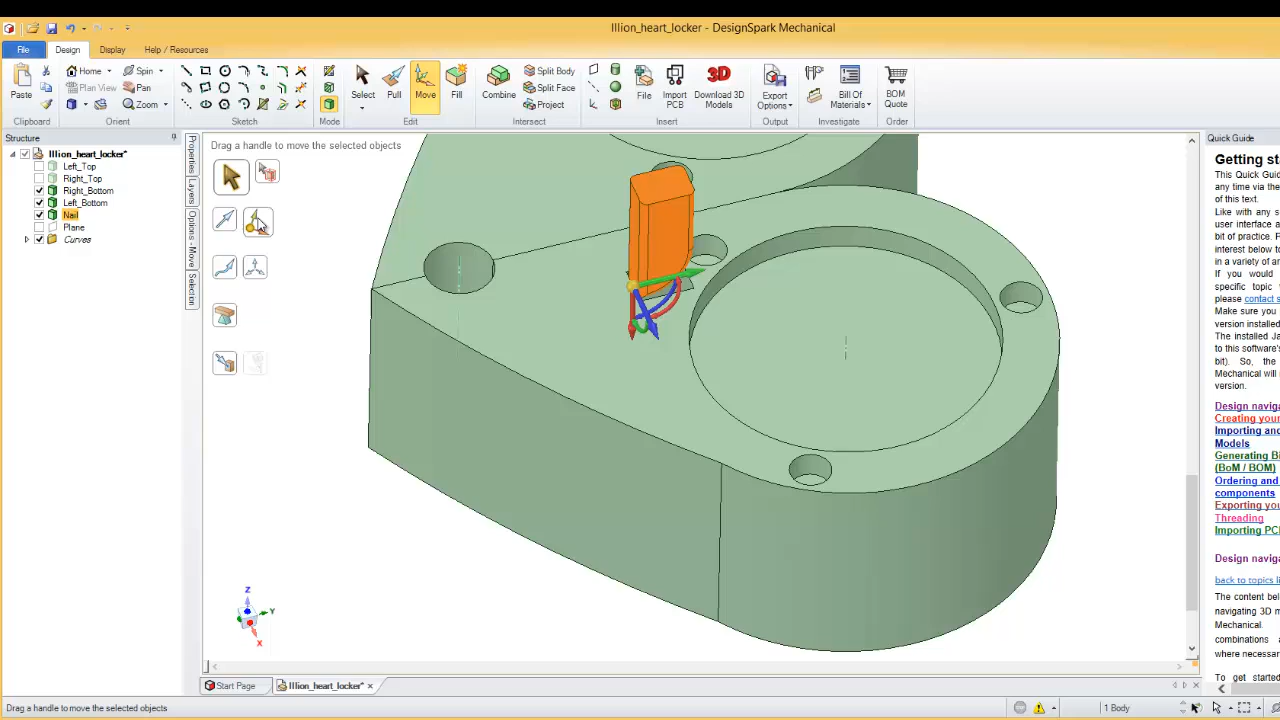 Illion_heart_locker - DesignSpark Mechanical
File
Design
Display
Help / Resources
Paste
Home
Spin
Plan View
Pan
Zoom
Select
Pull
Move
Fill
Combine
Split Body
Split Face
Project
File
Import PCB
Download 3D Models
Export Options
Bill Of Materials
BOM Quote
Clipboard
Orient
Sketch
Mode
Edit
Intersect
Insert
Output
Investigate
Order
Structure
Illion_heart_locker*
Left_Top
Right_Top
Right_Bottom
Left_Bottom
Nail
Plane
Curves
Properties
Layers
Options - Move
Selection
Drag a handle to move the selected objects
Z
Y
X
Quick Guide
Getting st
This Quick Guid
any time via the
of this text.
Like with any s
user interface a
bit of practice. F
interest below to
in a variety of a
If you would
specific topic
please contact s
Make sure you
version installed
The installed Ja
to this software's
bit). So, the
Mechanical will
version.
Design naviga
Creating your
Importing and
Models
Generating Bi
(BoM / BOM)
Ordering and
components
Exporting you
Threading
Importing PC
Design naviga
back to topics li
The content bel
navigating 3D m
Mechanical.
combinations a
where necessar
To get started
Start Page
Illion_heart_locker*
Drag a handle to move the selected objects
1 Body